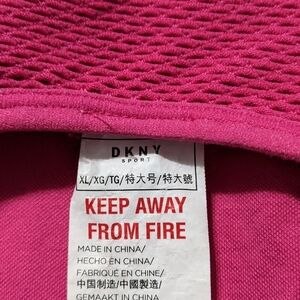 DKNY
SPORT
XL/XG/TG/特大号/特大號
KEEP AWAY
FROM FIRE
MADE IN CHINA/
HECHO EN CHINA/
FABRIQUÉ EN CHINE/
中国制造/中國製造/
GEMAAKT IN CHINA